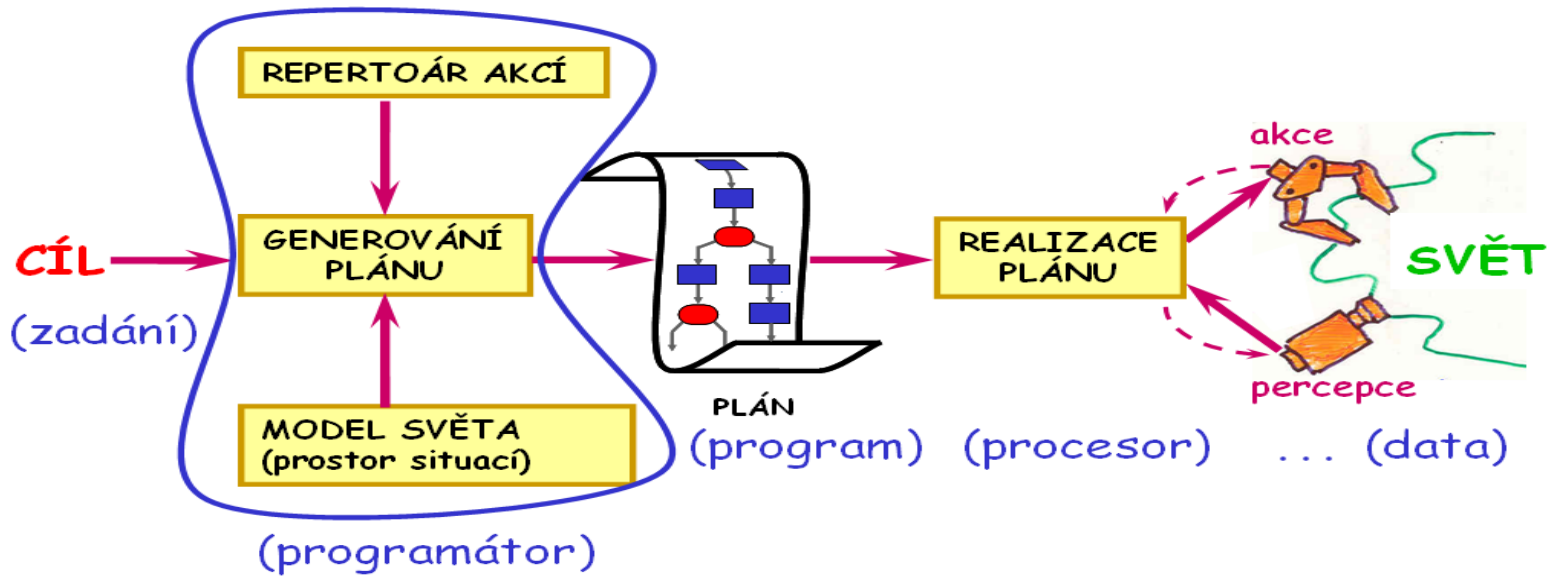 REPERTOÁR AKCÍ
CÍL
(zadání)
GENEROVÁNÍ
PLÁNU
MODEL SVĚTA
(prostor situací)
(programátor)
PLÁN
(program)
REALIZACE
PLÁNU
(procesor)
akce
SVĚT
percepce
... (data)